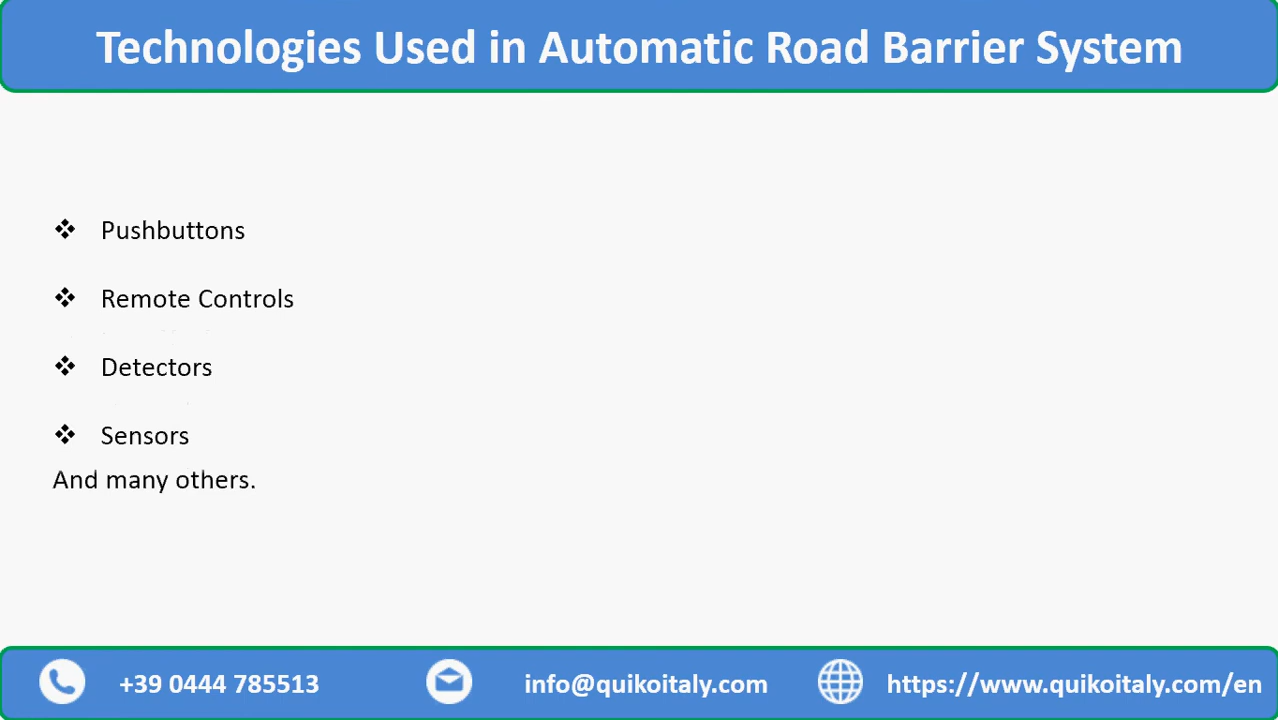 Technologies Used in Automatic Road Barrier System
❖ Pushbuttons
❖ Remote Controls
❖ Detectors
❖ Sensors
And many others.
+39 0444 785513 info@quikoitaly.com https://www.quikoitaly.com/en